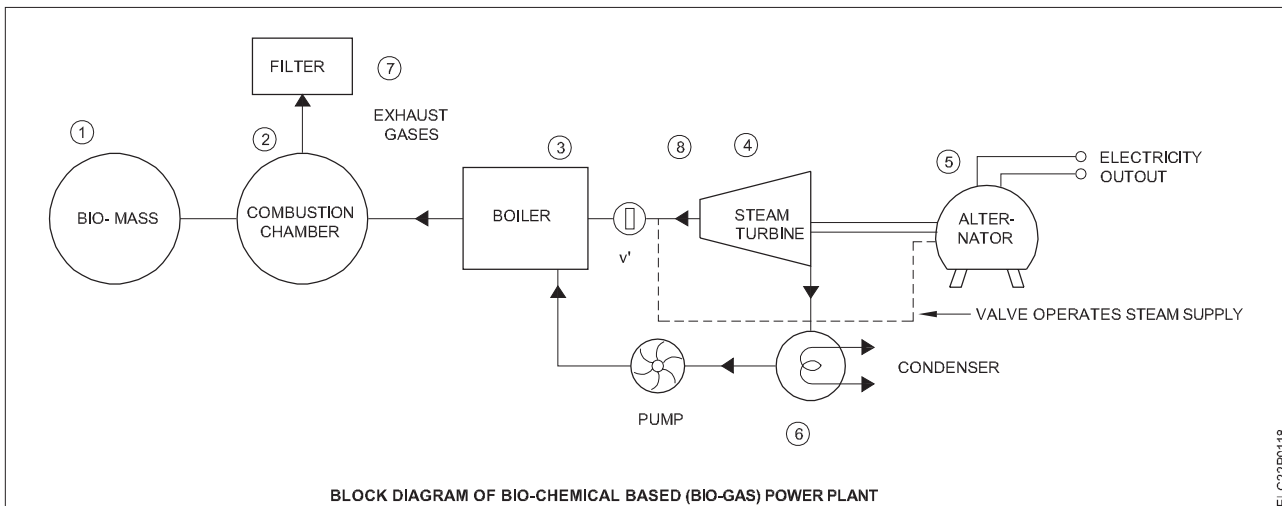 FILTER
7
EXHAUST
GASES
1
2
3
8
4
5
ELECTRICITY
OUTOUT
BIO- MASS
COMBUSTION
CHAMBER
BOILER
v'
STEAM
TURBINE
ALTER-
NATOR
VALVE OPERATES STEAM SUPPLY
CONDENSER
PUMP
6
BLOCK DIAGRAM OF BIO-CHEMICAL BASED (BIO-GAS) POWER PLANT